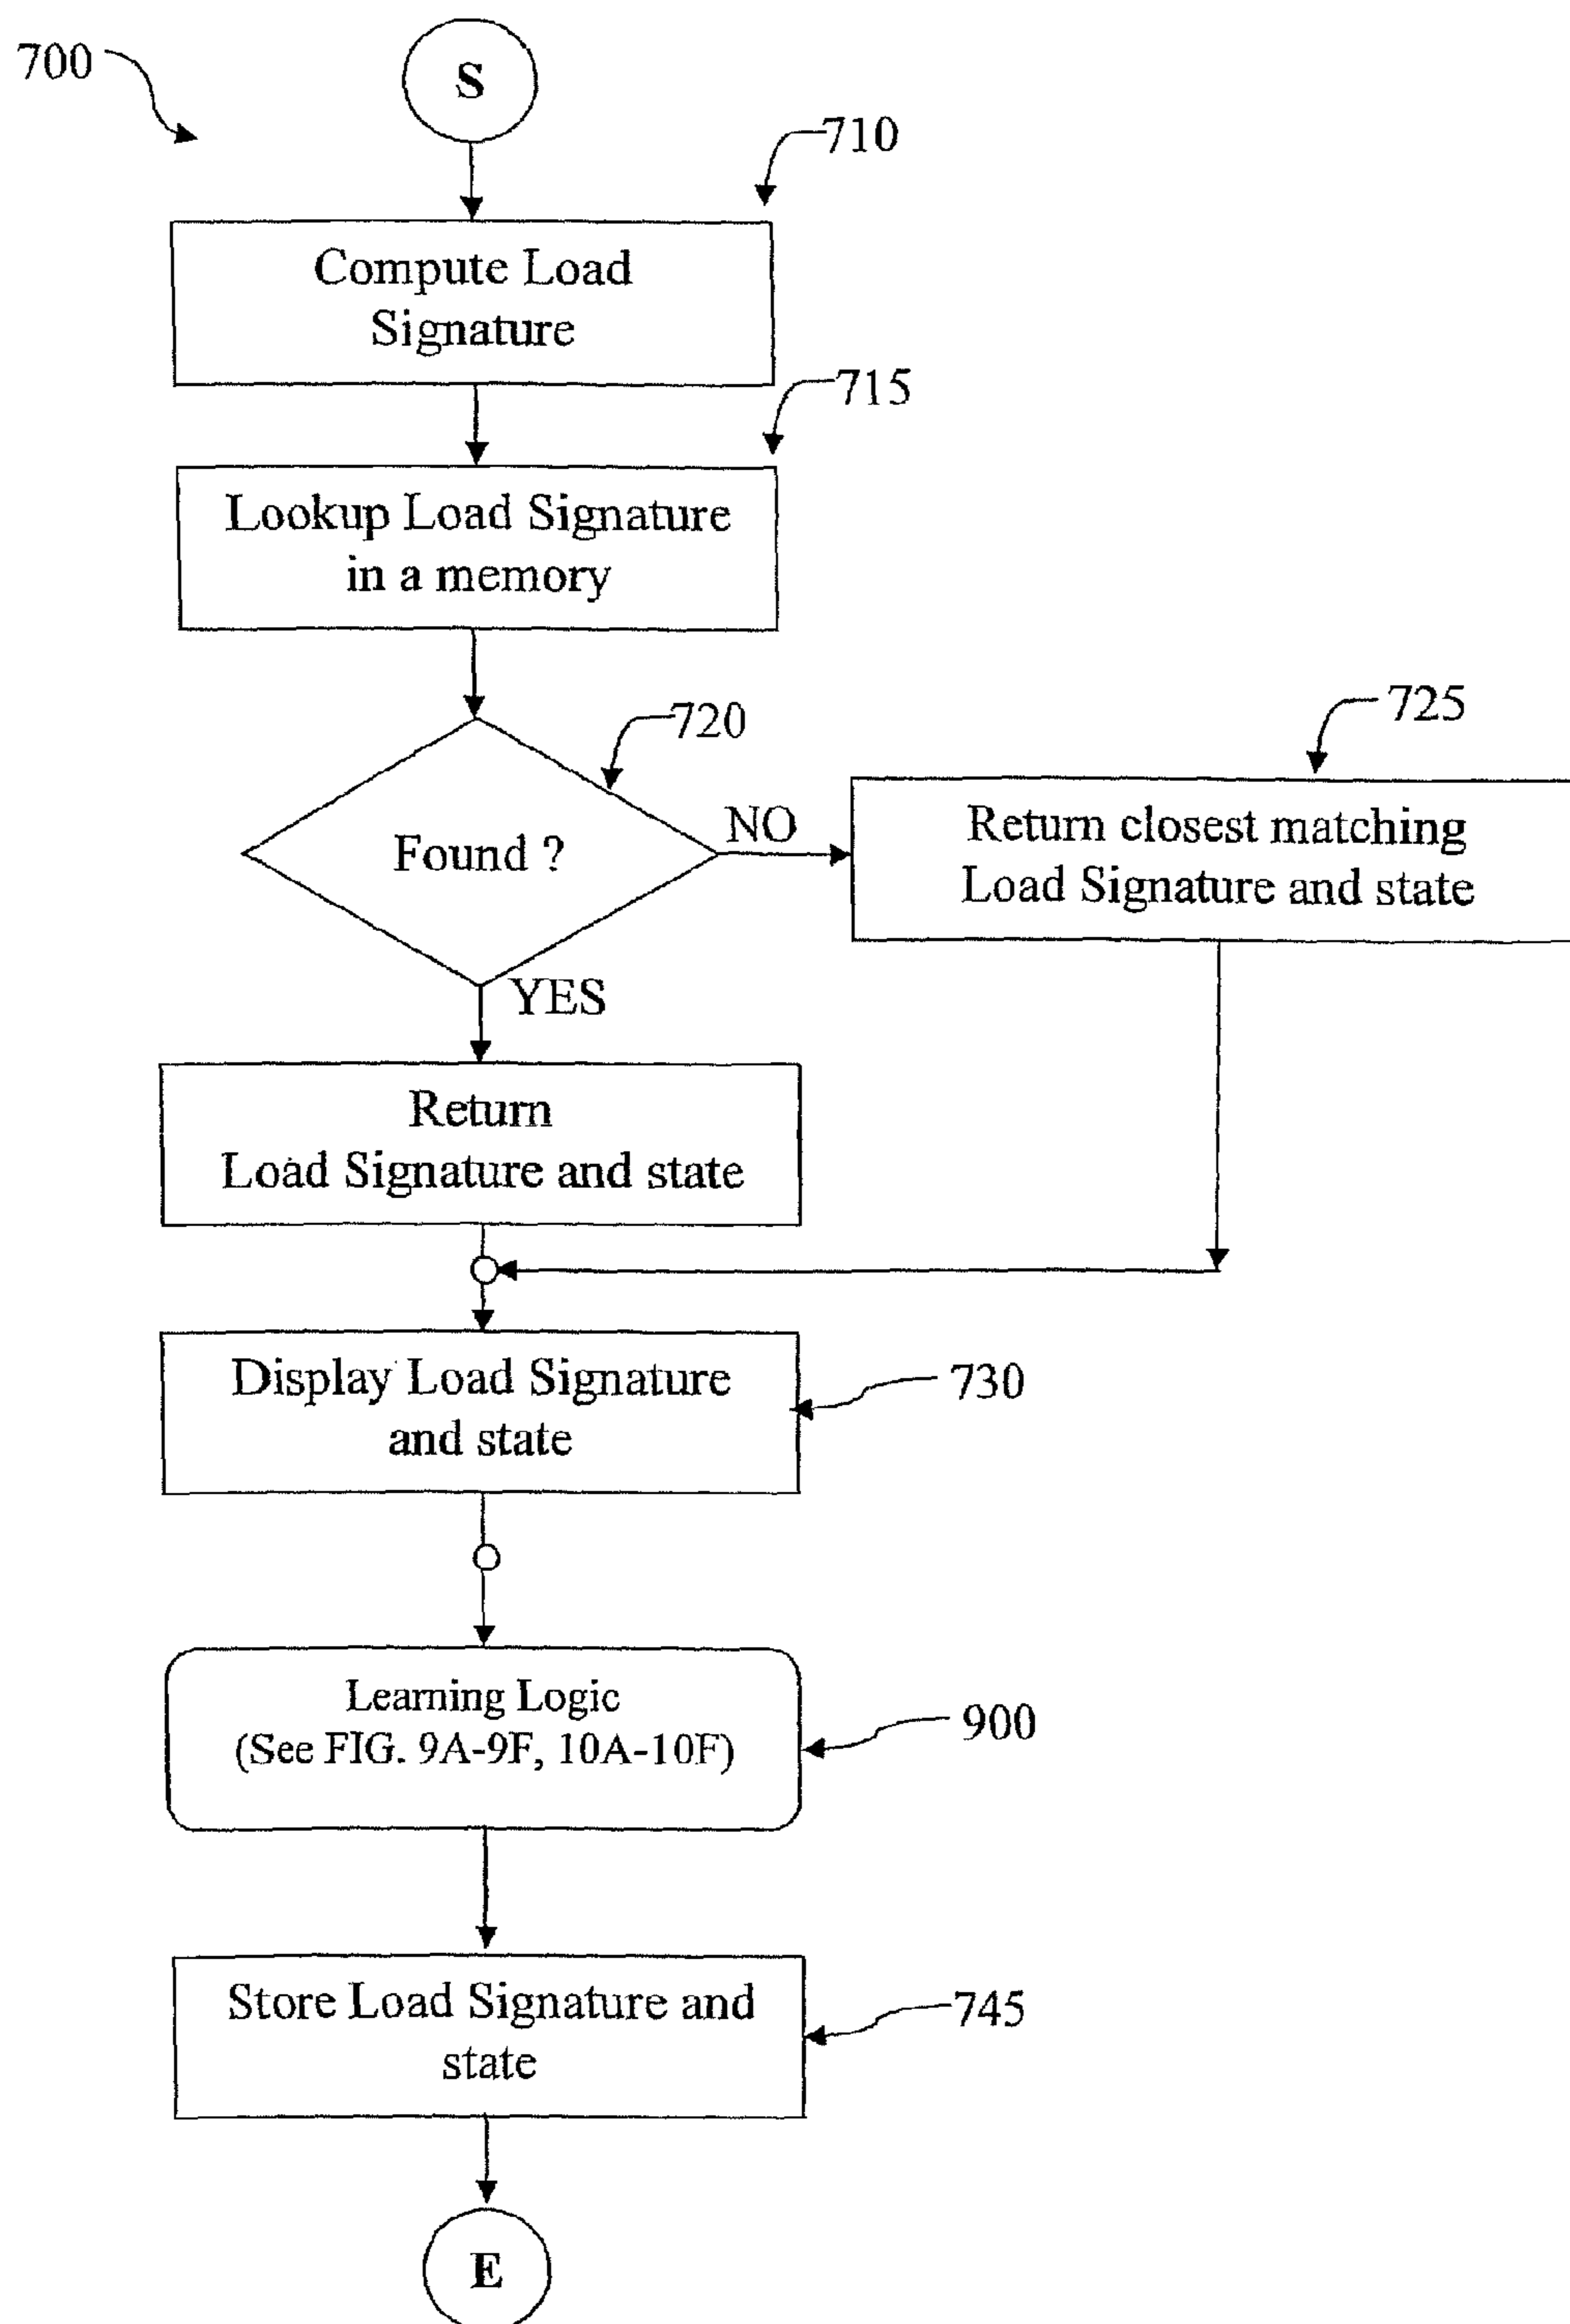 700
S
710
Compute Load
Signature
715
Lookup Load Signature
in a memory
720
725
Found ?
NO
Return closest matching
Load Signature and state
YES
Return
Load Signature and state
Display Load Signature
and state
730
Learning Logic
(See FIG. 9A-9F, 10A-10F)
900
Store Load Signature and
state
745
E